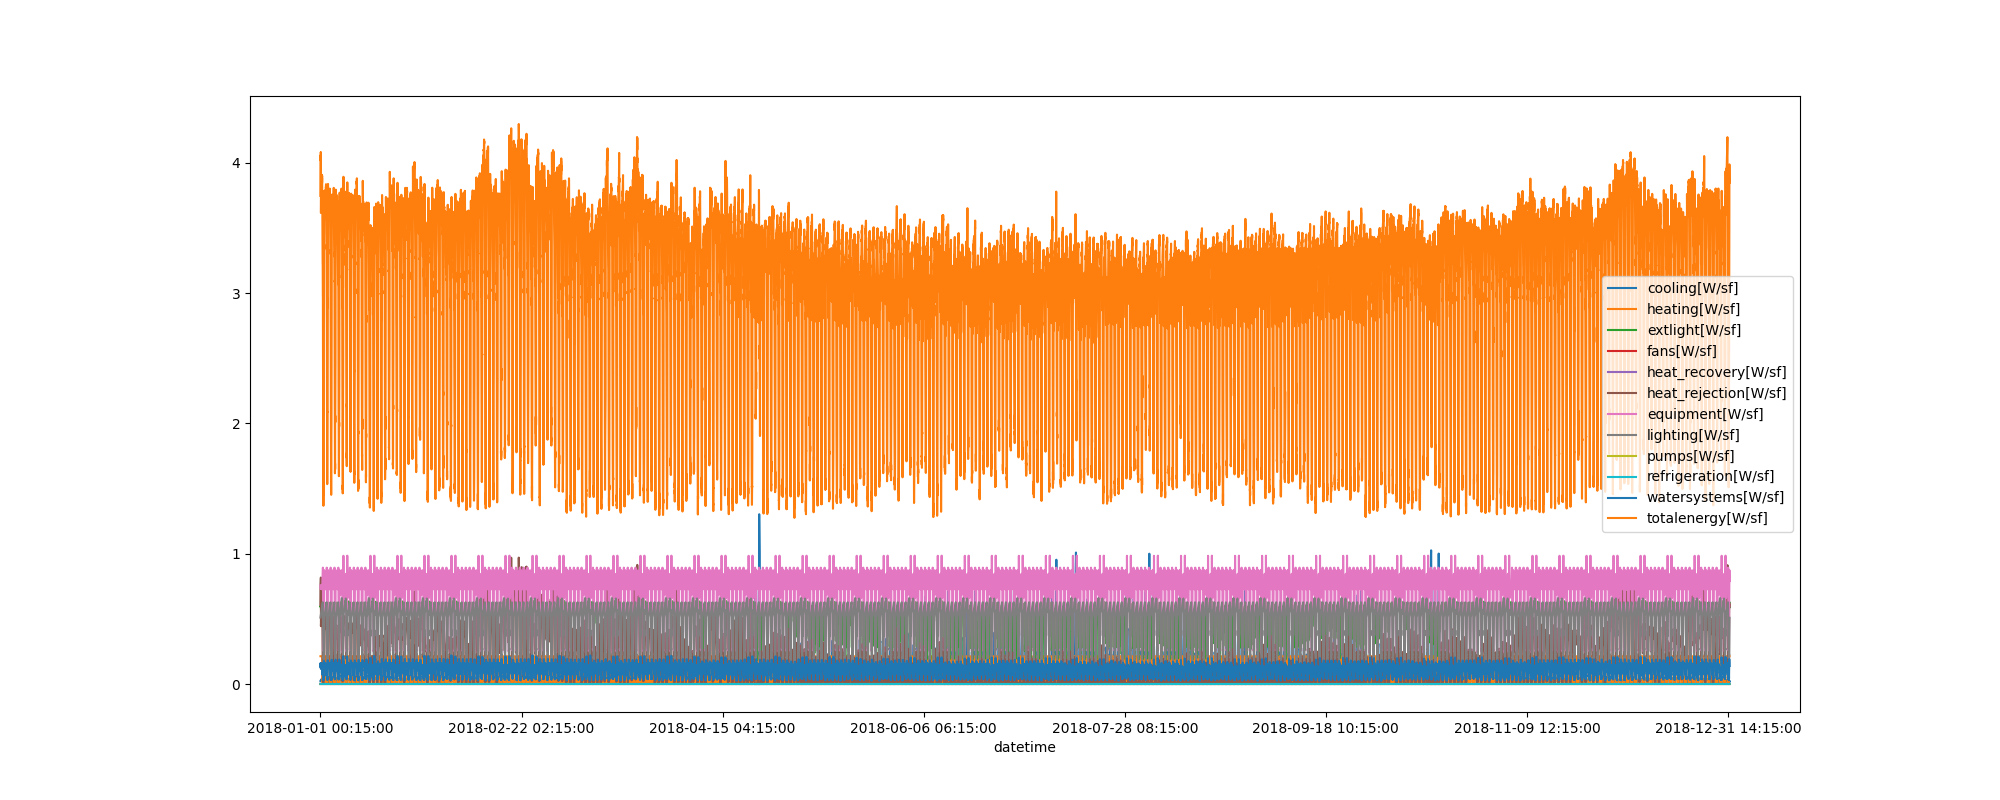 4
3
2
1
0
cooling[W/sf]
heating[W/sf]
extlight[W/sf]
fans[W/sf]
heat_recovery[W/sf]
heat_rejection[W/sf]
equipment[W/sf]
lighting[W/sf]
pumps[W/sf]
refrigeration[W/sf]
watersystems[W/sf]
totalenergy[W/sf]
2018-01-01 00:15:00 2018-02-22 02:15:00 2018-04-15 04:15:00 2018-06-06 06:15:00 2018-07-28 08:15:00 2018-09-18 10:15:00 2018-11-09 12:15:00 2018-12-31 14:15:00
datetime